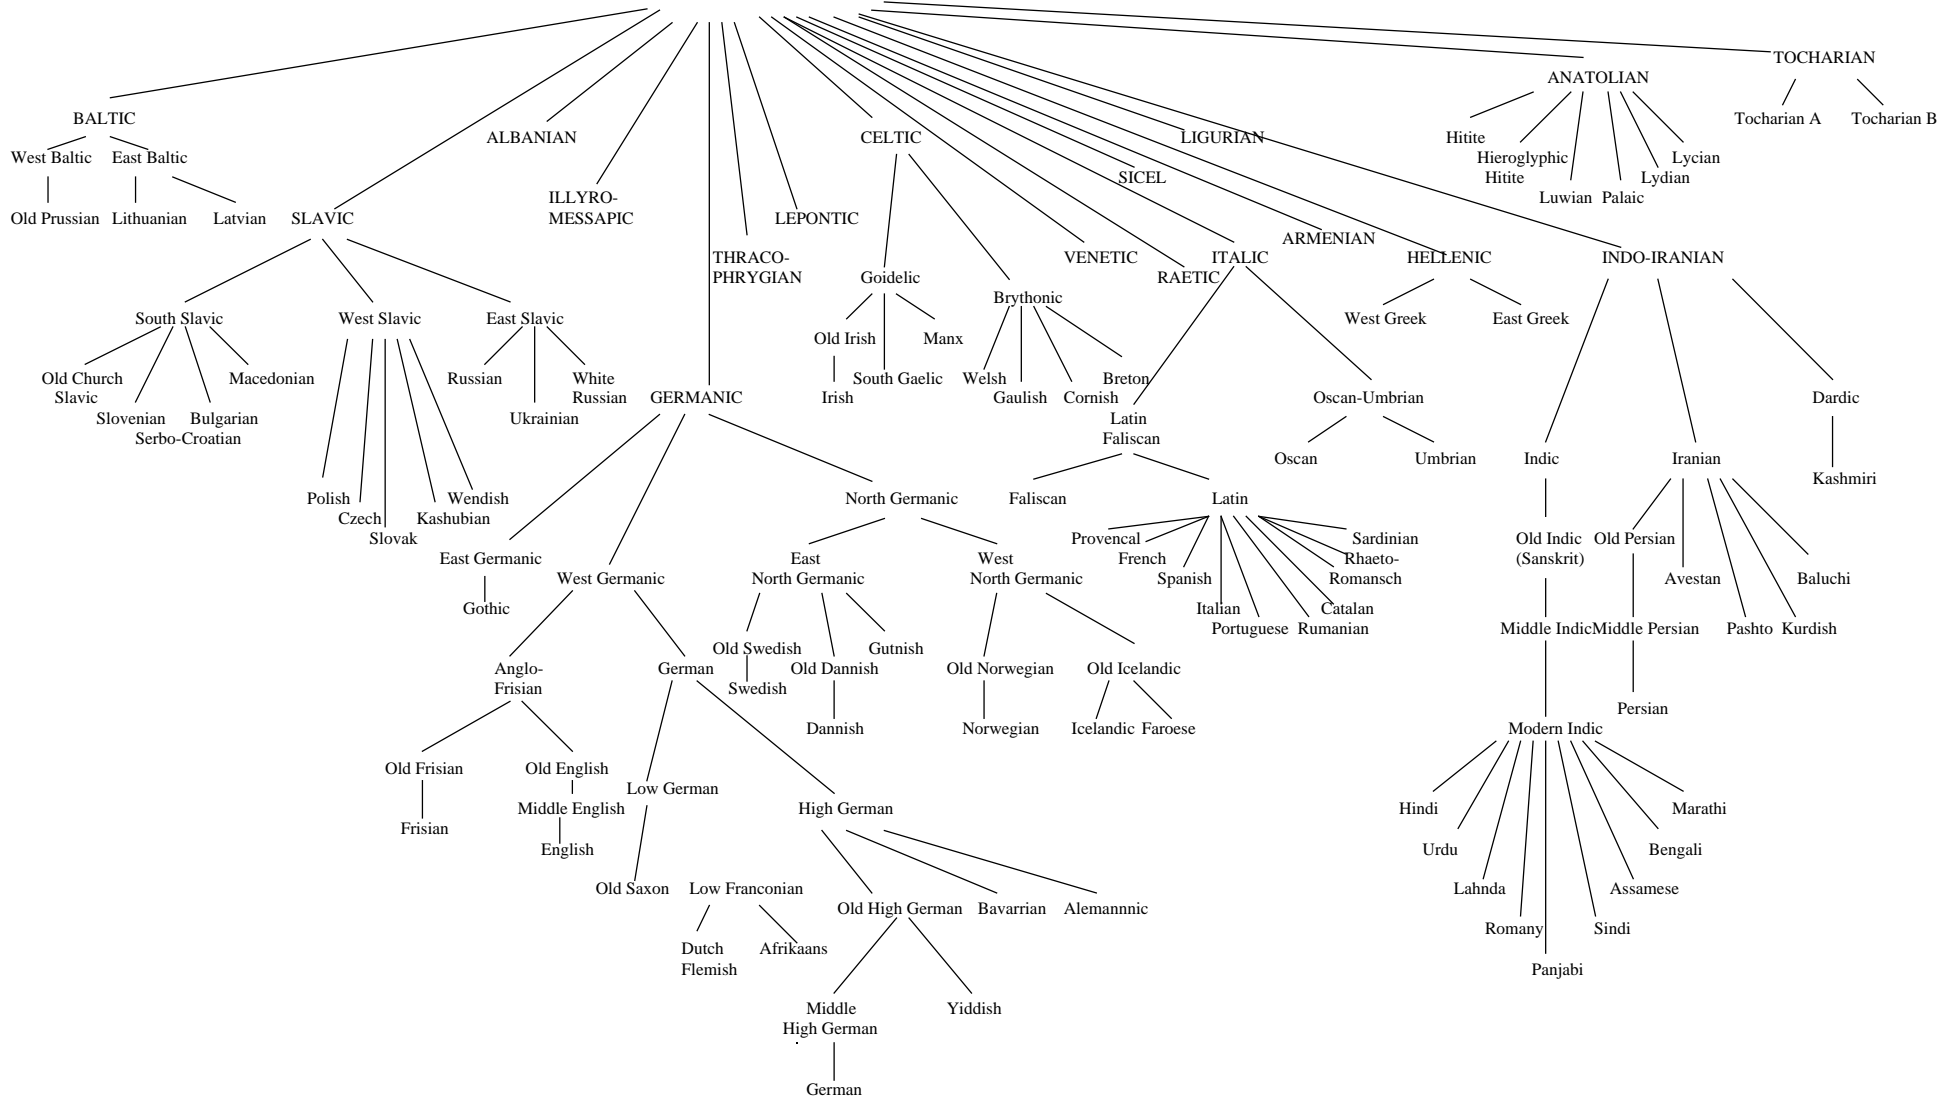 TOCHARIAN
ANATOLIAN
BALTIC
Tocharian A
Tocharian B
ALBANIAN
CELTIC
LIGURIAN
Hitite
West Baltic
East Baltic
Hieroglyphic
Hitite
Lycian
SICEL
Lydian
ILLYRO-
MESSAPIC
Luwian
Palaic
Old Prussian
Lithuanian
Latvian
SLAVIC
LEPONTIC
ARMENIAN
THRACO-
PHRYGIAN
VENETIC
ITALIC
HELLENIC
INDO-IRANIAN
Goidelic
RAETIC
Brythonic
South Slavic
West Slavic
East Slavic
West Greek
East Greek
Old Irish
Manx
Old Church
Slavic
Macedonian
Russian
White
Russian
South Gaelic
Welsh
Breton
GERMANIC
Irish
Gaulish
Cornish
Oscan-Umbrian
Dardic
Slovenian
Bulgarian
Ukrainian
Latin
Faliscan
Serbo-Croatian
Oscan
Umbrian
Indic
Iranian
Kashmiri
Polish
Wendish
North Germanic
Faliscan
Latin
Czech
Kashubian
Slovak
Provencal
Sardinian
Old Indic
(Sanskrit)
Old Persian
East Germanic
East
North Germanic
West
North Germanic
French
Rhaeto-
Romansch
West Germanic
Spanish
Avestan
Baluchi
Gothic
Italian
Catalan
Portuguese
Rumanian
Middle Indic
Middle Persian
Pashto
Kurdish
Old Swedish
Gutnish
Anglo-
Frisian
German
Old Dannish
Old Norwegian
Old Icelandic
Swedish
Persian
Dannish
Norwegian
Icelandic
Faroese
Modern Indic
Old Frisian
Old English
Low German
Middle English
High German
Hindi
Marathi
Frisian
English
Urdu
Bengali
Old Saxon
Low Franconian
Lahnda
Assamese
Old High German
Bavarrian
Alemannnic
Romany
Sindi
Dutch
Flemish
Afrikaans
Panjabi
Middle
High German
Yiddish
German